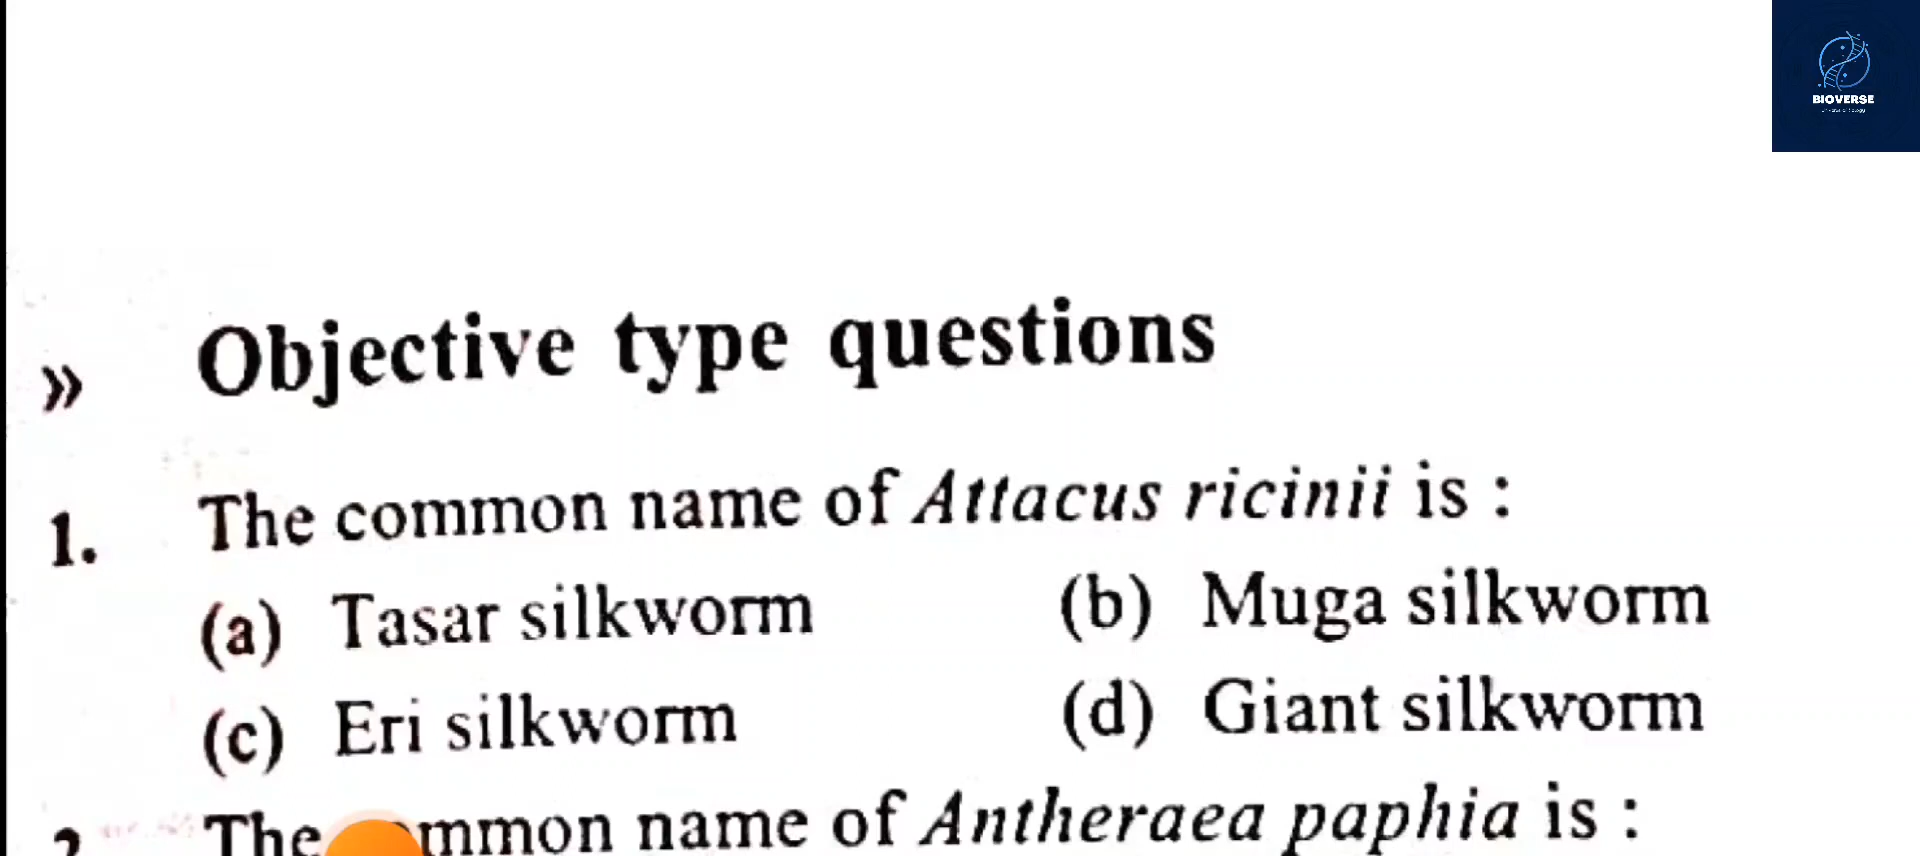 BIOVERSE
» Objective type questions
1. The common name of Attacus ricinii is :
(a) Tasar silkworm (b) Muga silkworm
(c) Eri silkworm (d) Giant silkworm
The mmon name of Antheraea paphia is :